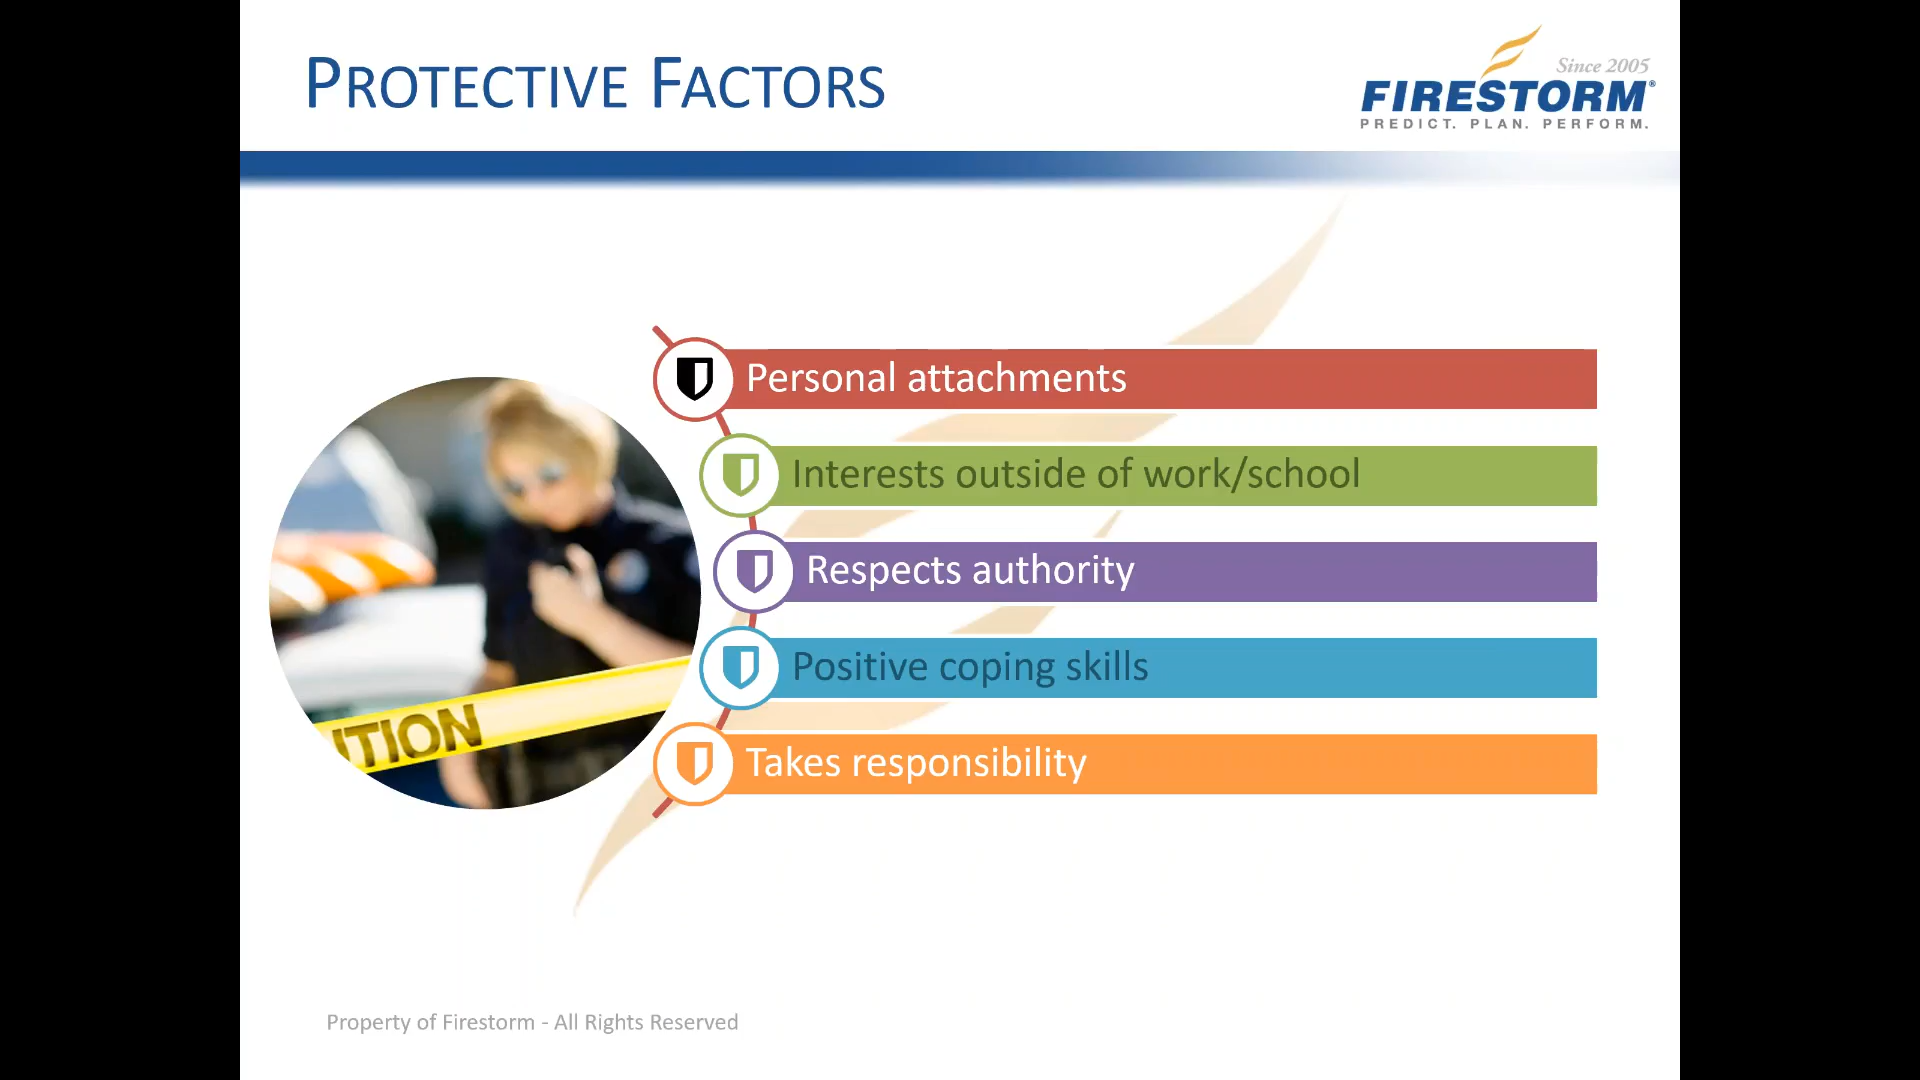 PROTECTIVE FACTORS
Since 2005
FIRESTORM®
PREDICT. PLAN. PERFORM.
Personal attachments
Interests outside of work/school
Respects authority
Positive coping skills
UTION
Takes responsibility
Property of Firestorm - All Rights Reserved